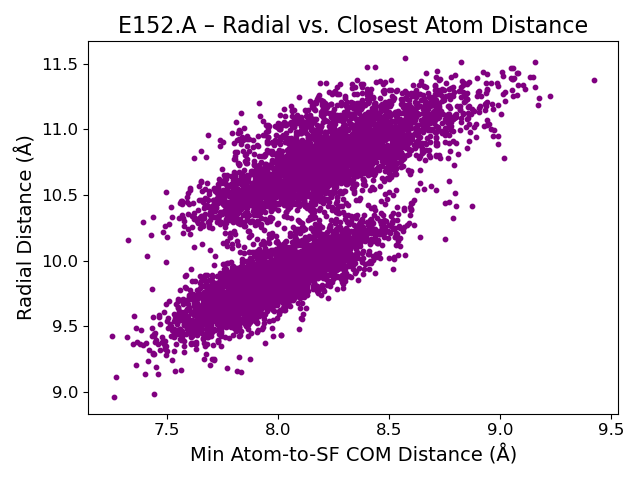 E152.A – Radial vs. Closest Atom Distance
Radial Distance (Å)
11.5
11.0
10.5
10.0
9.5
9.0
7.5 8.0 8.5 9.0 9.5
Min Atom-to-SF COM Distance (Å)